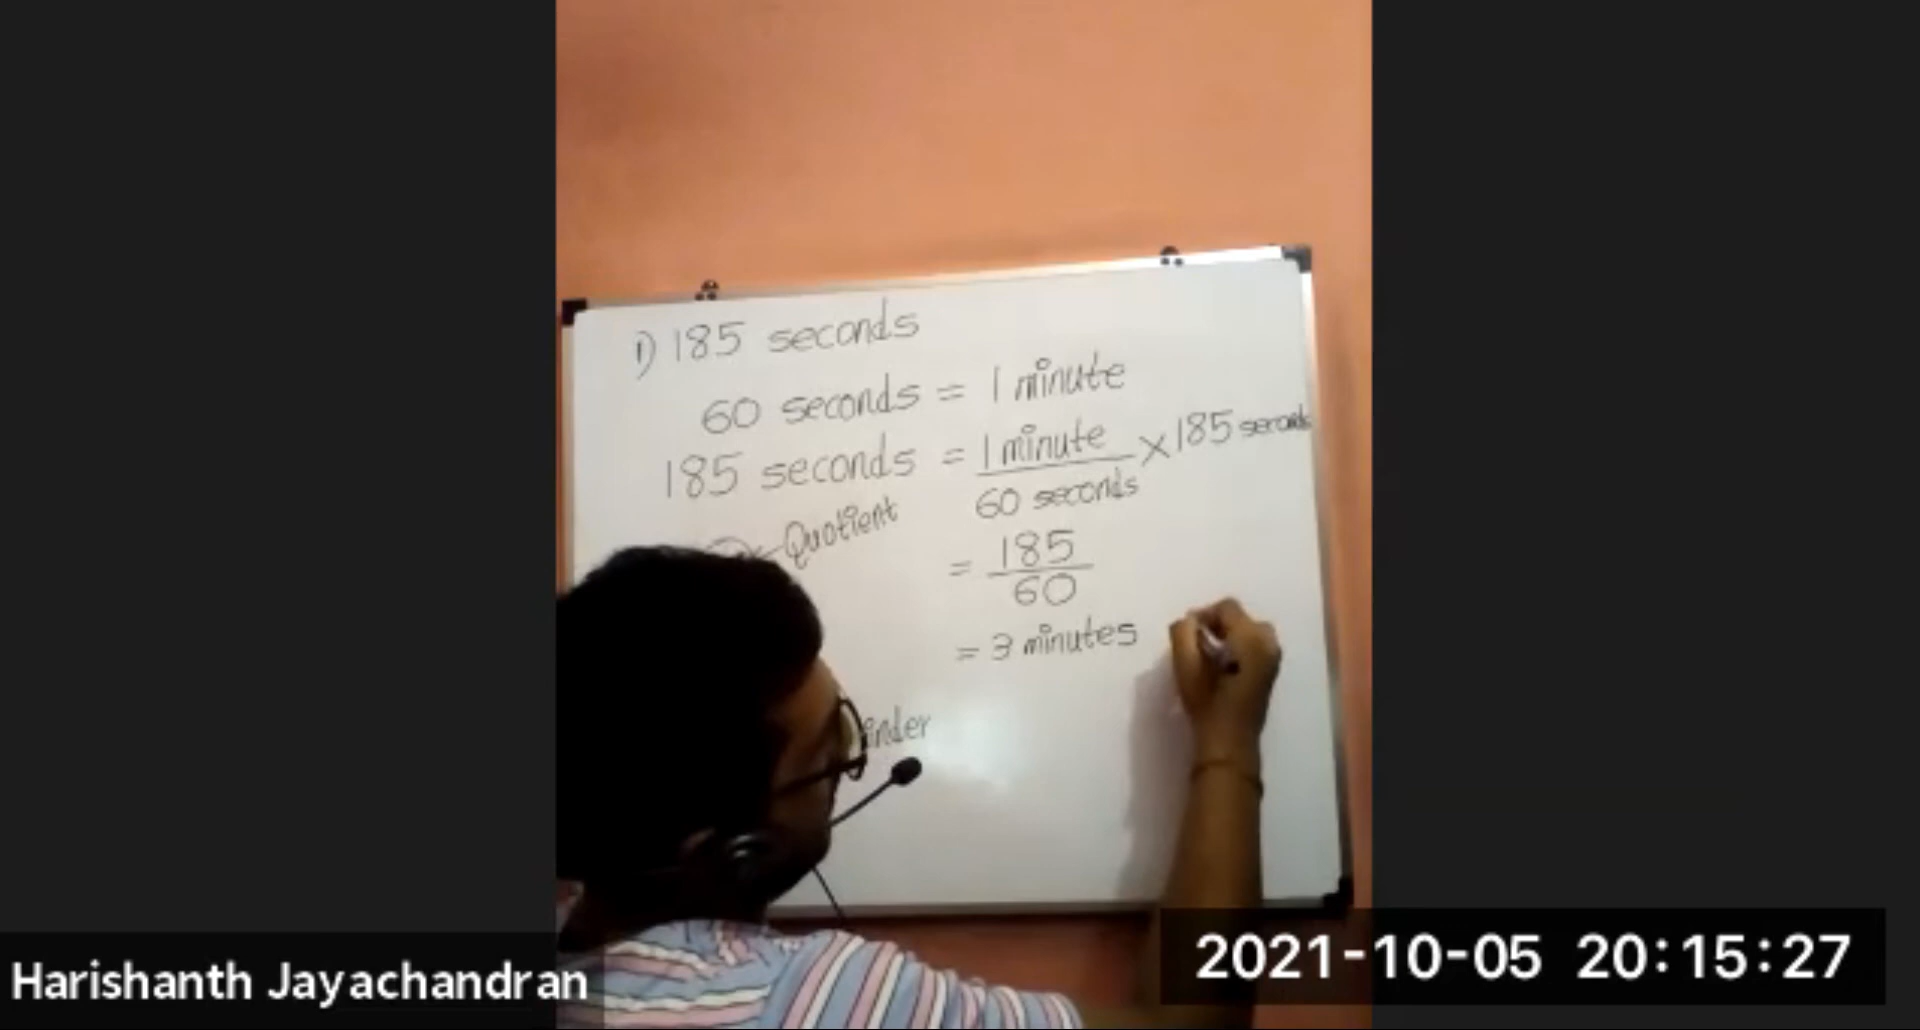 1) 185 seconds
60 seconds = 1 minute
185 seconds = 1 minute × 185 seconds
60 seconds
Quotient
= 185
60
= 3 minutes
inder
Harishanth Jayachandran
2021-10-05 20:15:27